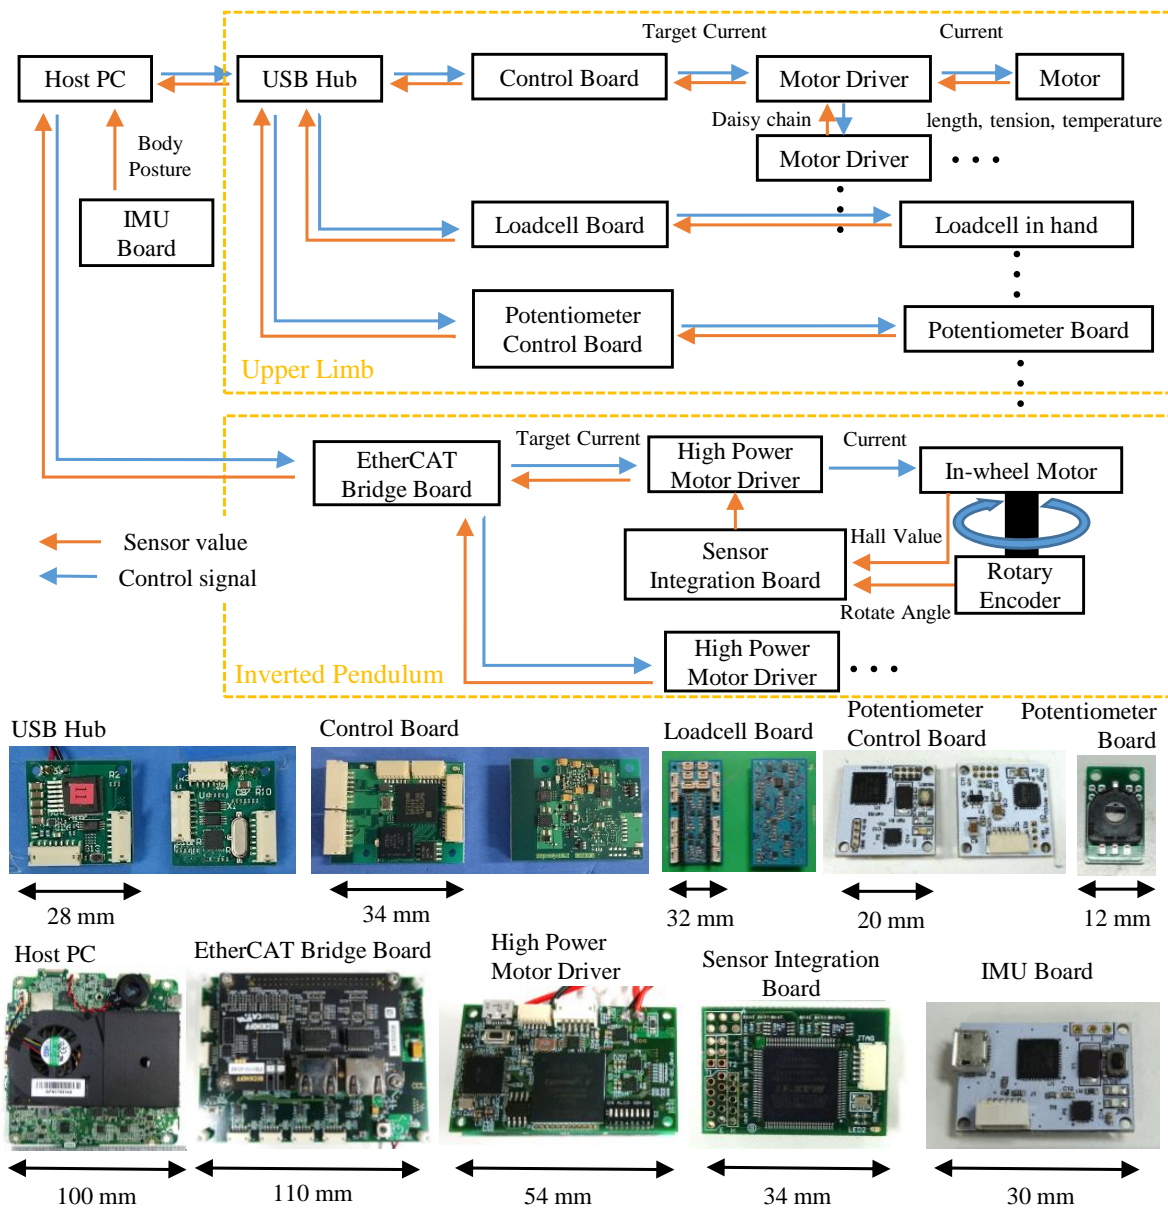 Target Current
Current
Host PC
USB Hub
Control Board
Motor Driver
Motor
Daisy chain
length, tension, temperature
Body
Posture
Motor Driver
IMU
Board
Loadcell Board
Loadcell in hand
Potentiometer
Control Board
Potentiometer Board
Upper Limb
Target Current
High Power
Motor Driver
Current
EtherCAT
Bridge Board
In-wheel Motor
Sensor value
Control signal
Sensor
Integration Board
Hall Value
Rotary
Encoder
Rotate Angle
High Power
Motor Driver
Inverted Pendulum
USB Hub
Control Board
Loadcell Board
Potentiometer
Control Board
Potentiometer
Board
28 mm
34 mm
32 mm
20 mm
12 mm
Host PC
EtherCAT Bridge Board
High Power
Motor Driver
Sensor Integration
Board
IMU Board
BECKHOFF
JTAG
LED2
100 mm
110 mm
54 mm
34 mm
30 mm